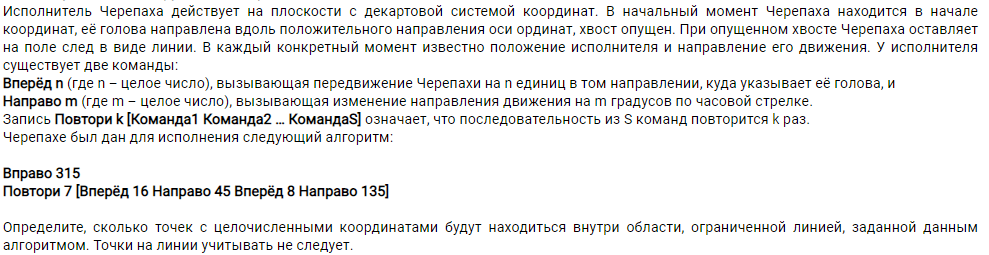 Исполнитель Черепаха действует на плоскости с декартовой системой координат. В начальный момент Черепаха находится в начале
координат, её голова направлена вдоль положительного направления оси ординат, хвост опущен. При опущенном хвосте Черепаха оставляет
на поле след в виде линии. В каждый конкретный момент известно положение исполнителя и направление его движения. У исполнителя
существует две команды:
Вперёд n (где n – целое число), вызывающая передвижение Черепахи на n единиц в том направлении, куда указывает её голова, и
Направо m (где m – целое число), вызывающая изменение направления движения на m градусов по часовой стрелке.
Запись Повтори k [Команда1 Команда2 … КомандаS] означает, что последовательность из S команд повторится k раз.
Черепахе был дан для исполнения следующий алгоритм:
Вправо 315
Повтори 7 [Вперёд 16 Направо 45 Вперёд 8 Направо 135]
Определите, сколько точек с целочисленными координатами будут находиться внутри области, ограниченной линией, заданной данным
алгоритмом. Точки на линии учитывать не следует.